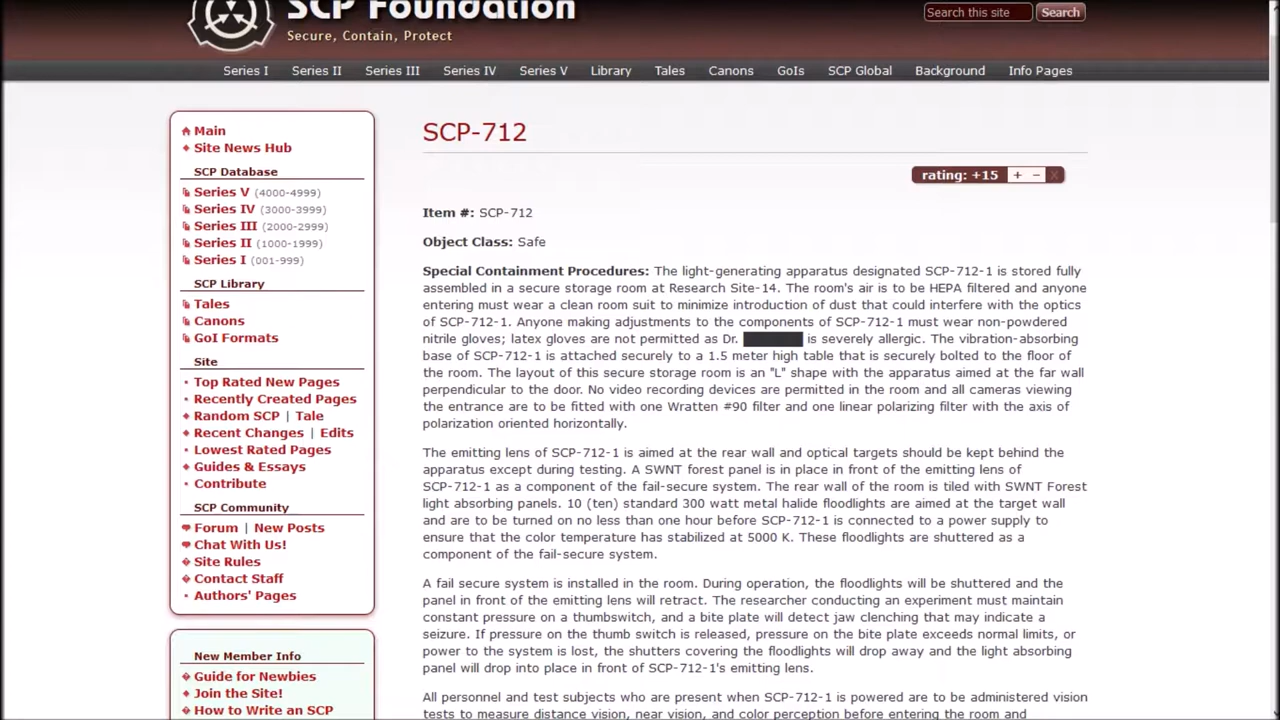 SCP Foundation
Secure, Contain, Protect
Search this site
Search
Series I Series II Series III Series IV Series V Library Tales Canons GoIs SCP Global Background Info Pages
Main
Site News Hub
SCP Database
Series V (4000-4999)
Series IV (3000-3999)
Series III (2000-2999)
Series II (1000-1999)
Series I (001-999)
SCP Library
Tales
Canons
GoI Formats
Site
Top Rated New Pages
Recently Created Pages
Random SCP | Tale
Recent Changes | Edits
Lowest Rated Pages
Guides & Essays
Contribute
SCP Community
Forum | New Posts
Chat With Us!
Site Rules
Contact Staff
Authors' Pages
New Member Info
Guide for Newbies
Join the Site!
How to Write an SCP
SCP-712
rating: +15 + − X
Item #: SCP-712
Object Class: Safe
Special Containment Procedures: The light-generating apparatus designated SCP-712-1 is stored fully
assembled in a secure storage room at Research Site-14. The room's air is to be HEPA filtered and anyone
entering must wear a clean room suit to minimize introduction of dust that could interfere with the optics
of SCP-712-1. Anyone making adjustments to the components of SCP-712-1 must wear non-powdered
nitrile gloves; latex gloves are not permitted as Dr. ███████ is severely allergic. The vibration-absorbing
base of SCP-712-1 is attached securely to a 1.5 meter high table that is securely bolted to the floor of
the room. The layout of this secure storage room is an "L" shape with the apparatus aimed at the far wall
perpendicular to the door. No video recording devices are permitted in the room and all cameras viewing
the entrance are to be fitted with one Wratten #90 filter and one linear polarizing filter with the axis of
polarization oriented horizontally.
The emitting lens of SCP-712-1 is aimed at the rear wall and optical targets should be kept behind the
apparatus except during testing. A SWNT forest panel is in place in front of the emitting lens of
SCP-712-1 as a component of the fail-secure system. The rear wall of the room is tiled with SWNT Forest
light absorbing panels. 10 (ten) standard 300 watt metal halide floodlights are aimed at the target wall
and are to be turned on no less than one hour before SCP-712-1 is connected to a power supply to
ensure that the color temperature has stabilized at 5000 K. These floodlights are shuttered as a
component of the fail-secure system.
A fail secure system is installed in the room. During operation, the floodlights will be shuttered and the
panel in front of the emitting lens will retract. The researcher conducting an experiment must maintain
constant pressure on a thumbswitch, and a bite plate will detect jaw clenching that may indicate a
seizure. If pressure on the thumb switch is released, pressure on the bite plate exceeds normal limits, or
power to the system is lost, the shutters covering the floodlights will drop away and the light absorbing
panel will drop into place in front of SCP-712-1's emitting lens.
All personnel and test subjects who are present when SCP-712-1 is powered are to be administered vision
tests to measure distance vision, near vision, and color perception before entering the room and